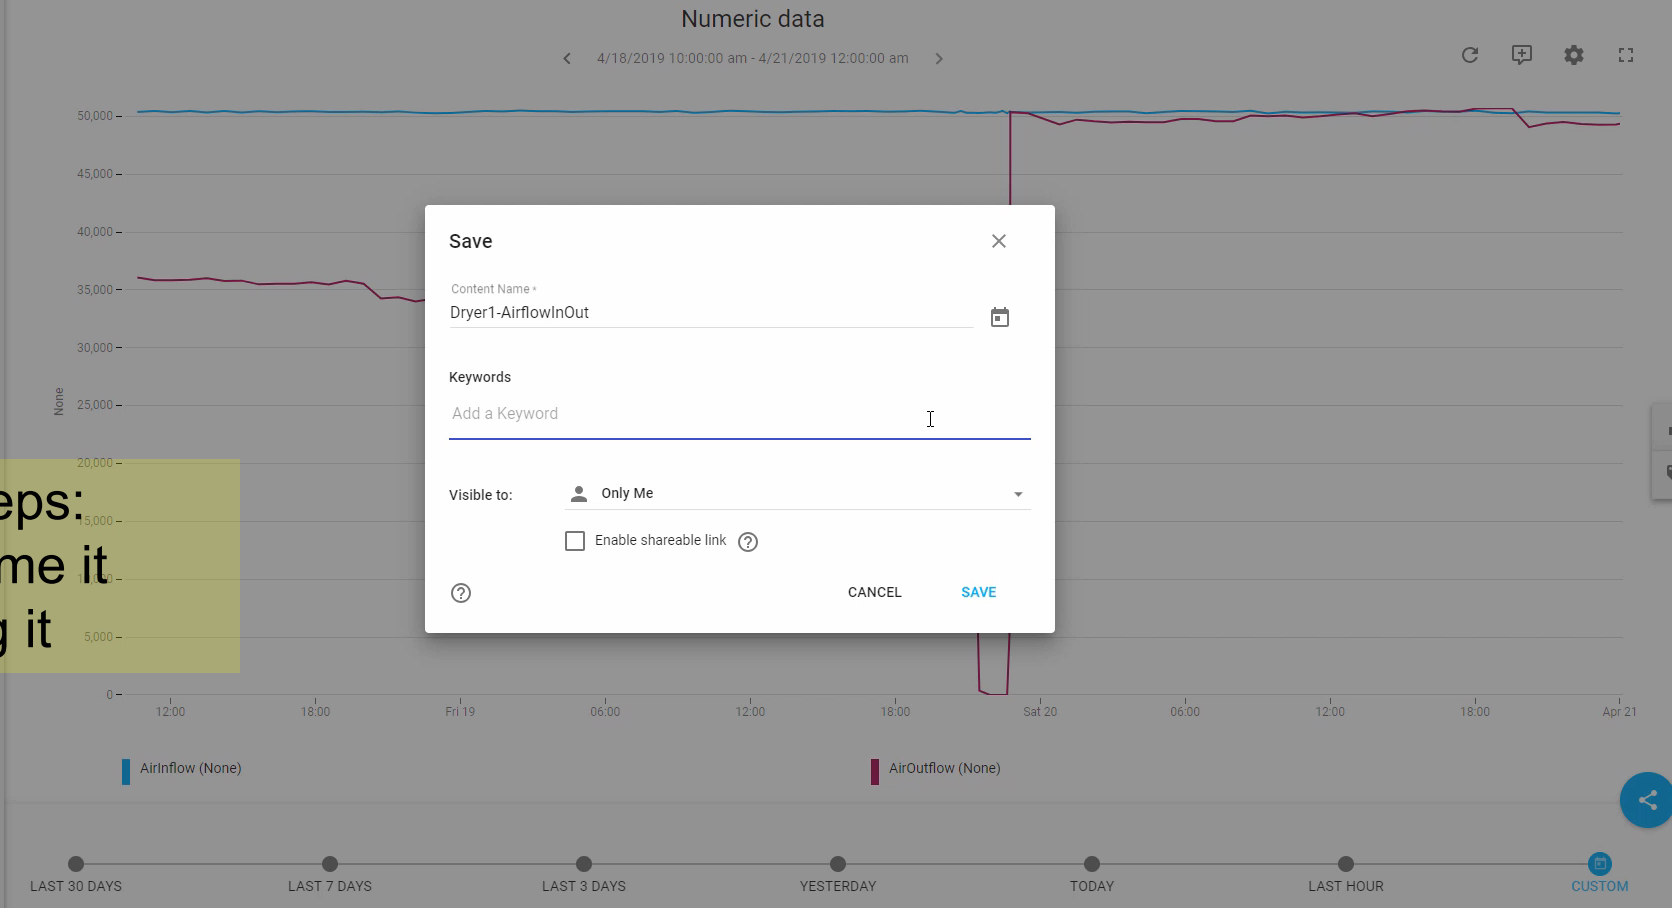 Numeric data
4/18/2019 10:00:00 am - 4/21/2019 12:00:00 am
50,000
45,000
40,000
35,000
30,000
25,000
20,000
15,000
10,000
5,000
0
None
12:00
18:00
Fri 19
06:00
12:00
18:00
Sat 20
06:00
12:00
18:00
Apr 21
AirInflow (None)
AirOutflow (None)
Save
Content Name *
Dryer1-AirflowInOut
Keywords
Add a Keyword
Visible to:
Only Me
Enable shareable link
CANCEL
SAVE
eps:
me it
g it
LAST 30 DAYS
LAST 7 DAYS
LAST 3 DAYS
YESTERDAY
TODAY
LAST HOUR
CUSTOM